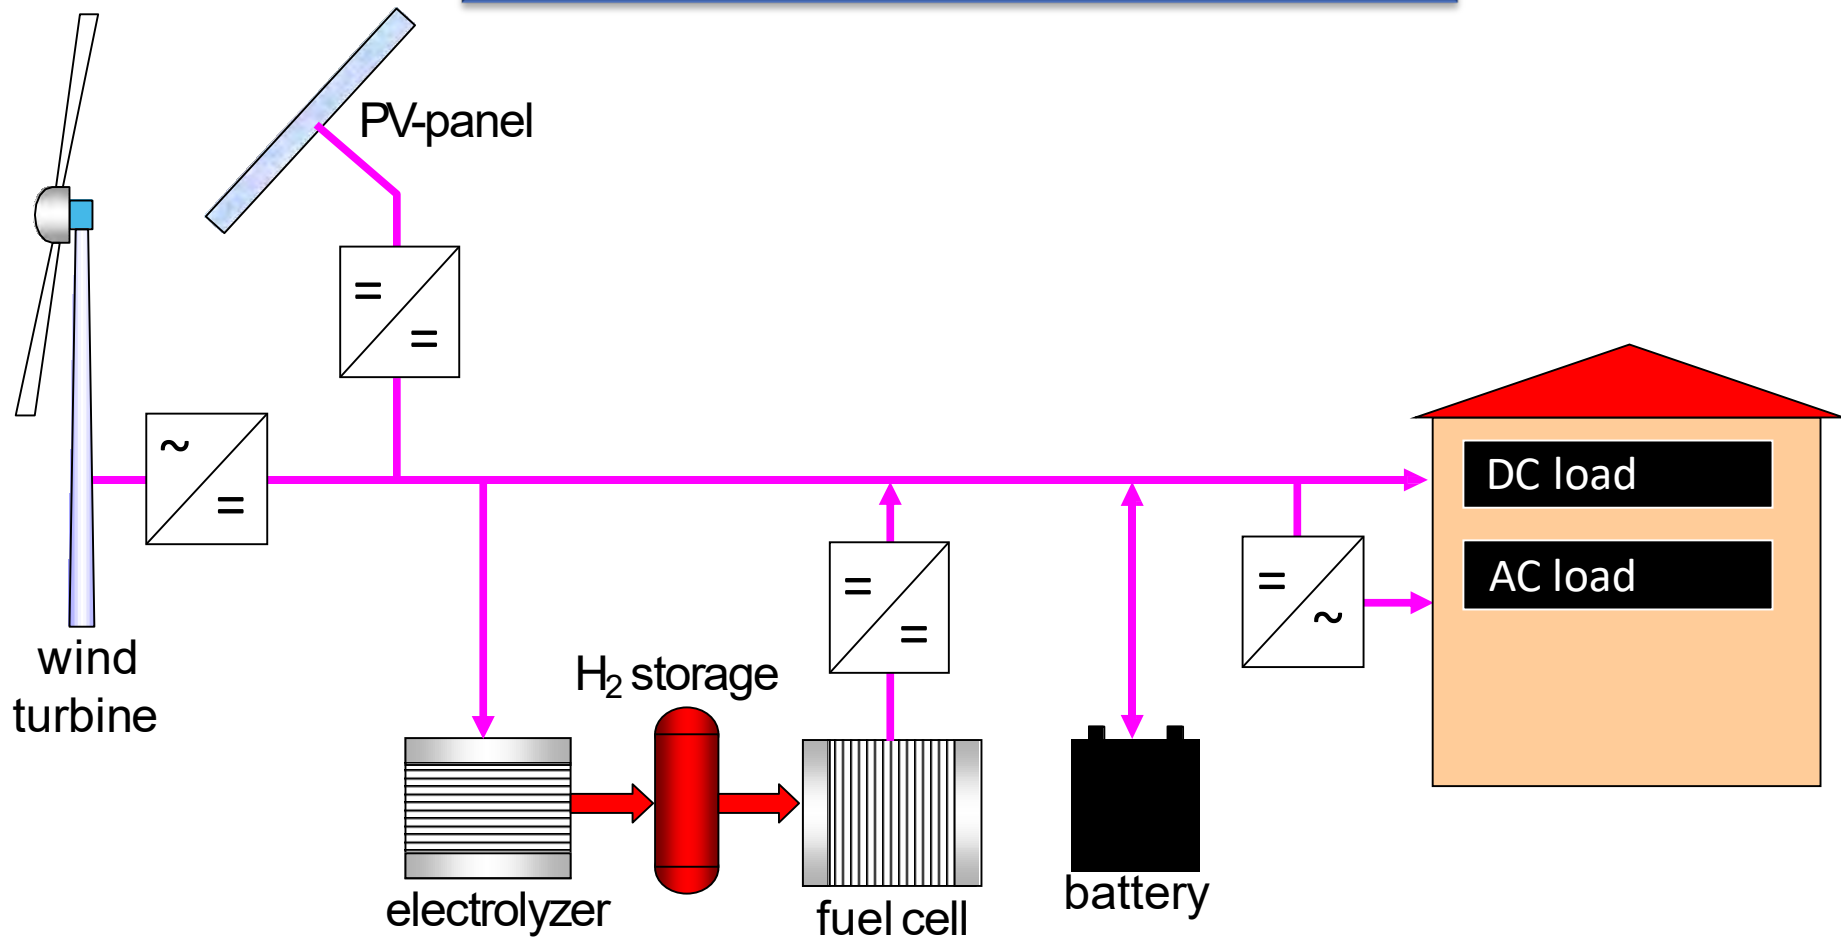 PV-panel
=
=
~
=
DC load
=
~
AC load
=
=
wind
turbine
H₂ storage
electrolyzer
fuel cell
battery